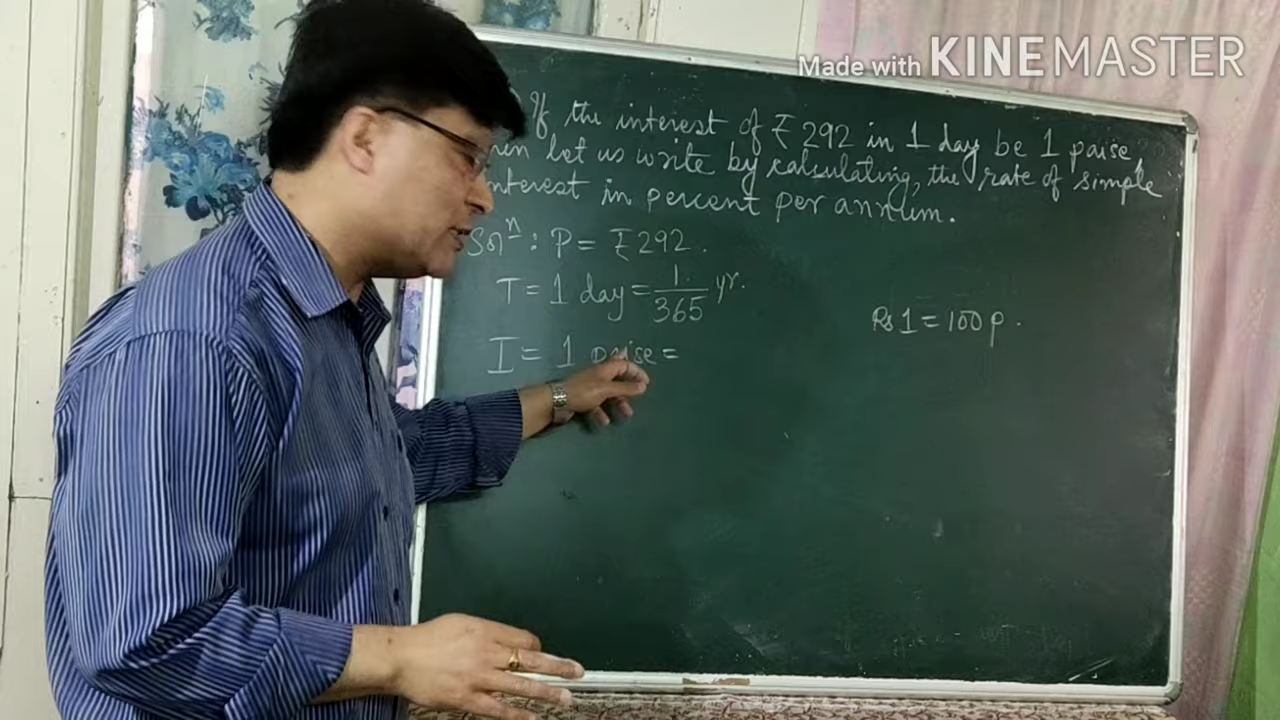 Made with KINEMASTER
If the interest of ₹292 in 1 day be 1 paise,
let us write by calculating, the rate of simple
interest in percent per annum.
Solⁿ: P = ₹292.
T = 1 day = 1/365 yr.
Rs 1 = 100 p.
I = 1 paise =